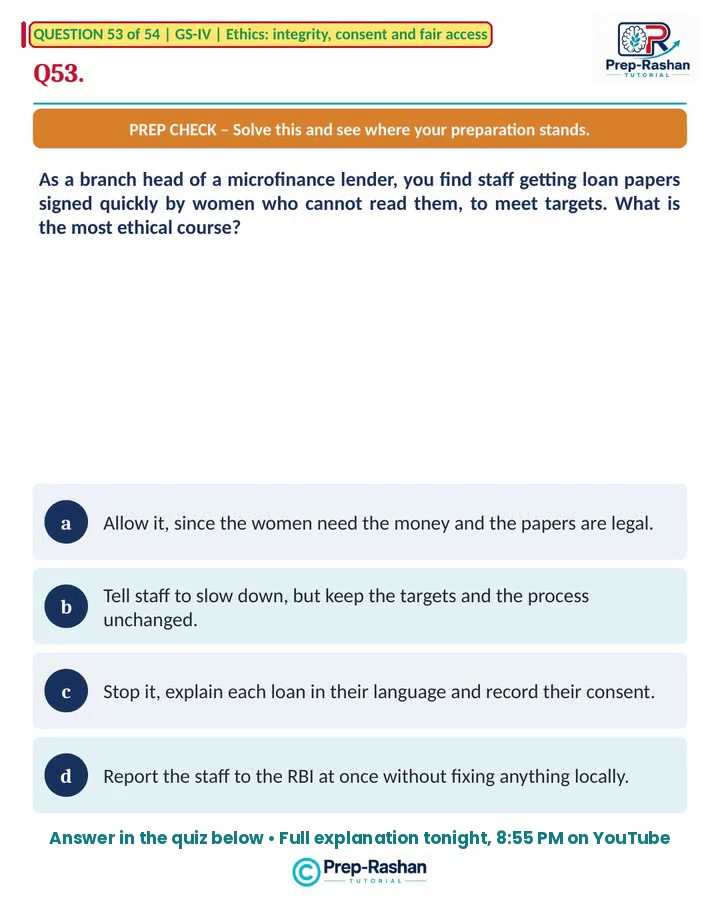 QUESTION 53 of 54 | GS-IV | Ethics: integrity, consent and fair access
Prep-Rashan
TUTORIAL
Q53.
PREP CHECK – Solve this and see where your preparation stands.
As a branch head of a microfinance lender, you find staff getting loan papers
signed quickly by women who cannot read them, to meet targets. What is
the most ethical course?
a Allow it, since the women need the money and the papers are legal.
b Tell staff to slow down, but keep the targets and the process
unchanged.
c Stop it, explain each loan in their language and record their consent.
d Report the staff to the RBI at once without fixing anything locally.
Answer in the quiz below • Full explanation tonight, 8:55 PM on YouTube
© Prep-Rashan
TUTORIAL